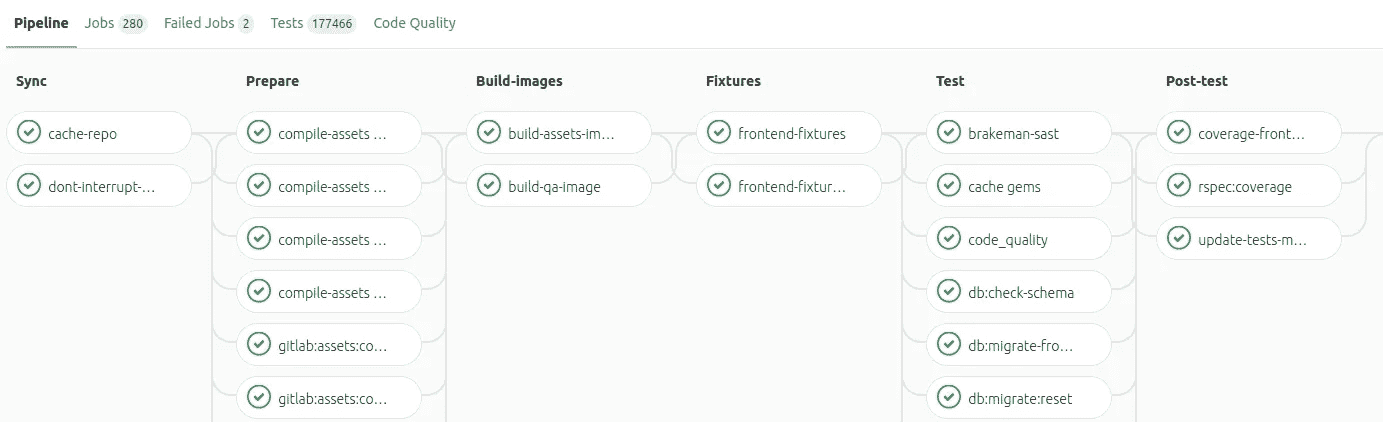 Pipeline Jobs 280 Failed Jobs 2 Tests 177466 Code Quality
Sync Prepare Build-images Fixtures Test Post-test
cache-repo compile-assets ... build-assets-im... frontend-fixtures brakeman-sast coverage-front...
dont-interrupt-... compile-assets ... build-qa-image frontend-fixtur... cache gems rspec:coverage
compile-assets ... code_quality update-tests-m...
compile-assets ... db:check-schema
gitlab:assets:co... db:migrate-fro...
gitlab:assets:co... db:migrate:reset